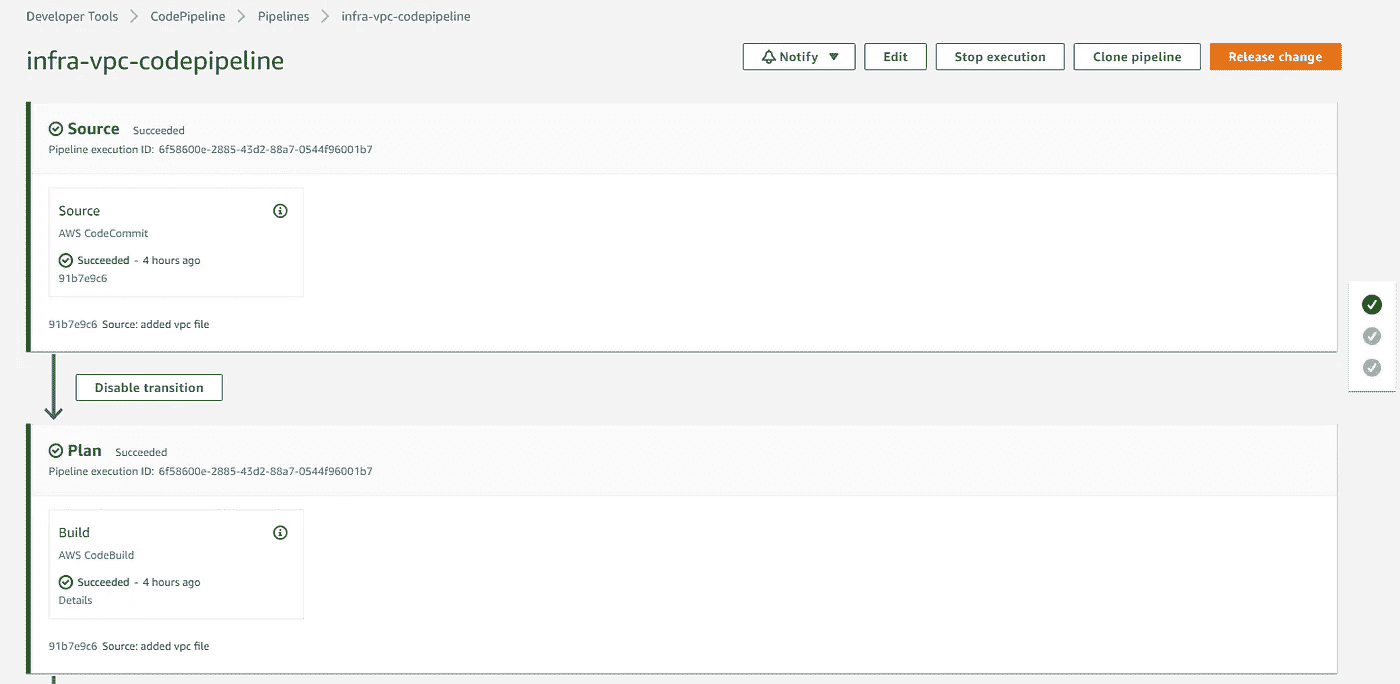 Developer Tools > CodePipeline > Pipelines > infra-vpc-codepipeline
infra-vpc-codepipeline
Notify ▼ Edit Stop execution Clone pipeline Release change
Source Succeeded
Pipeline execution ID: 6f58600e-2885-43d2-88a7-0544f96001b7
Source
AWS CodeCommit
Succeeded - 4 hours ago
91b7e9c6
91b7e9c6 Source: added vpc file
Disable transition
Plan Succeeded
Pipeline execution ID: 6f58600e-2885-43d2-88a7-0544f96001b7
Build
AWS CodeBuild
Succeeded - 4 hours ago
Details
91b7e9c6 Source: added vpc file